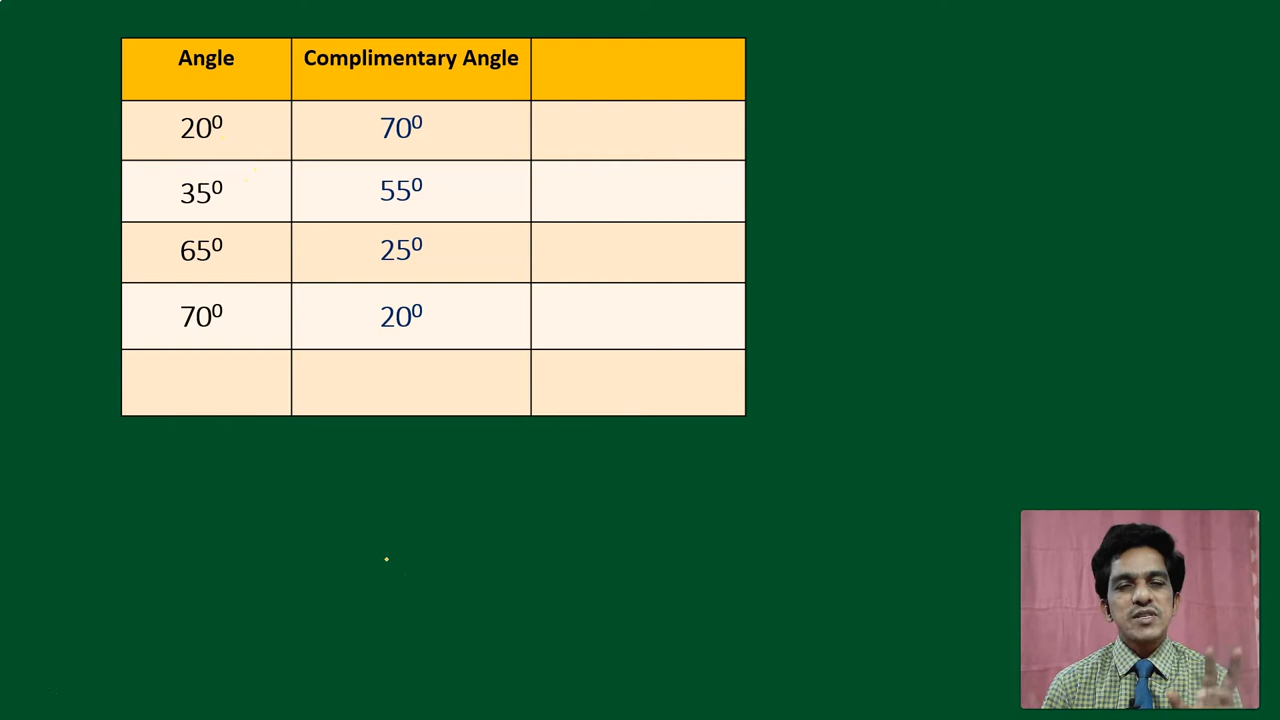 Angle Complimentary Angle
20⁰ 70⁰
35⁰ 55⁰
65⁰ 25⁰
70⁰ 20⁰